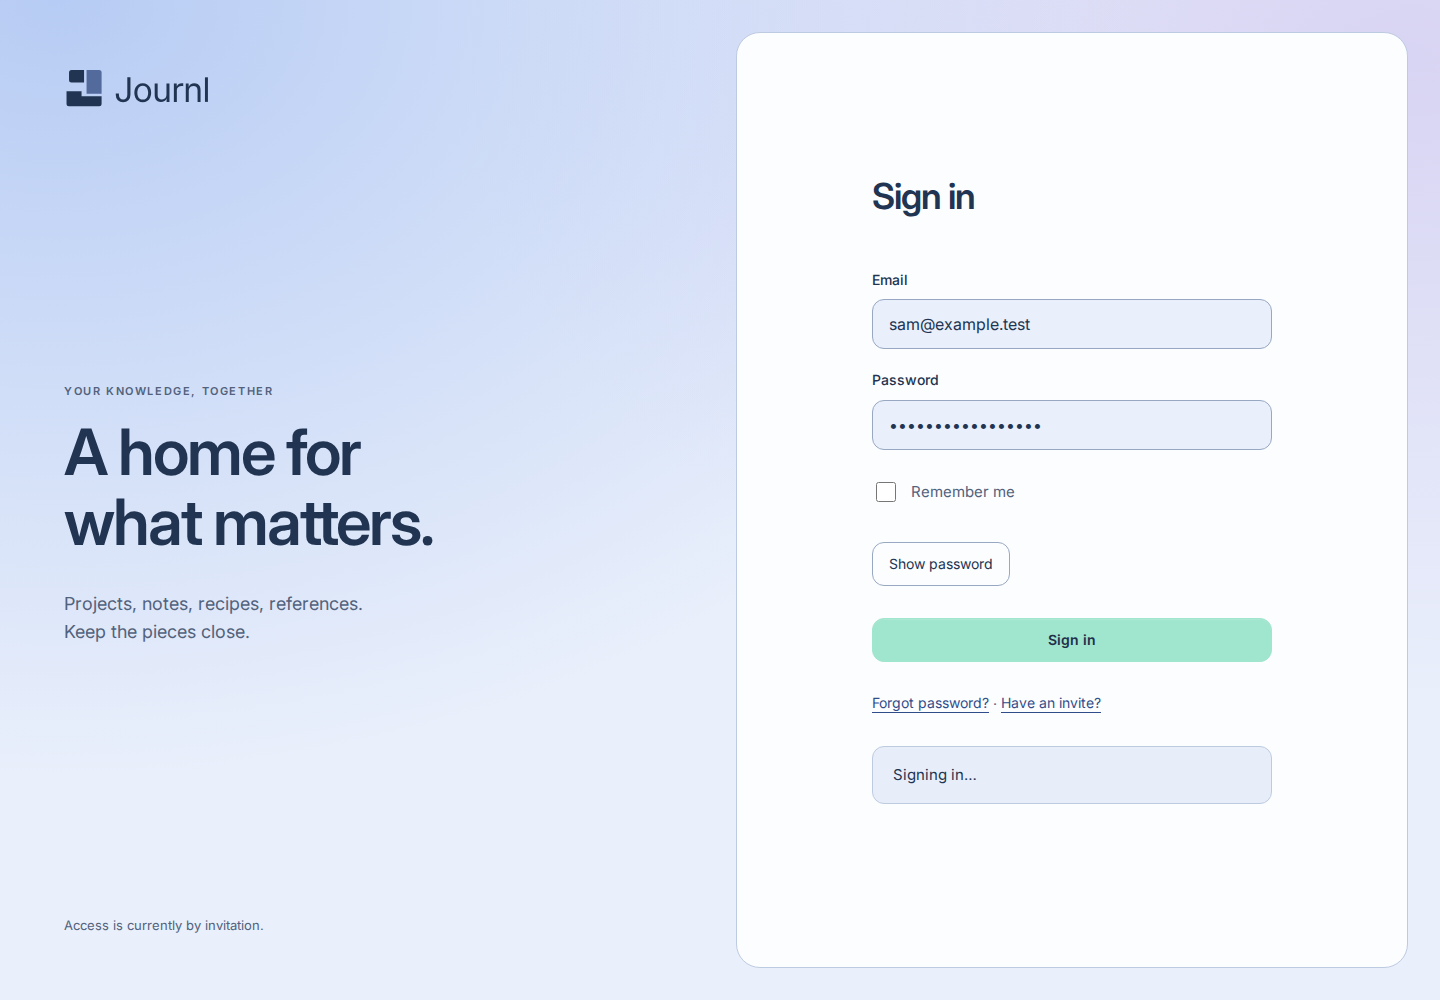 Journl
YOUR KNOWLEDGE, TOGETHER
A home for
what matters.
Projects, notes, recipes, references.
Keep the pieces close.
Access is currently by invitation.
Sign in
Email
sam@example.test
Password
•••••••••••••••••
Remember me
Show password
Sign in
Forgot password? · Have an invite?
Signing in...